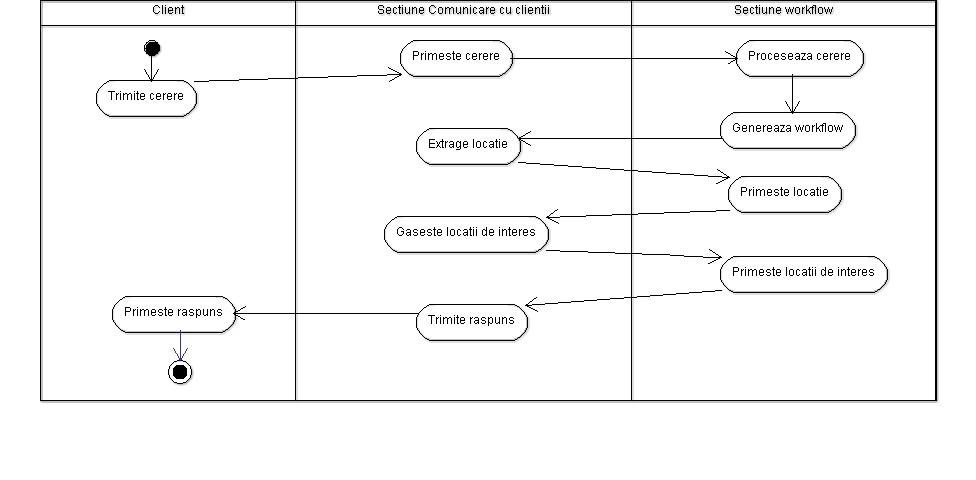 Client
Sectiune Comunicare cu clientii
Sectiune workflow
Trimite cerere
Primeste cerere
Proceseaza cerere
Genereaza workflow
Extrage locatie
Primeste locatie
Gaseste locatii de interes
Primeste locatii de interes
Trimite raspuns
Primeste raspuns